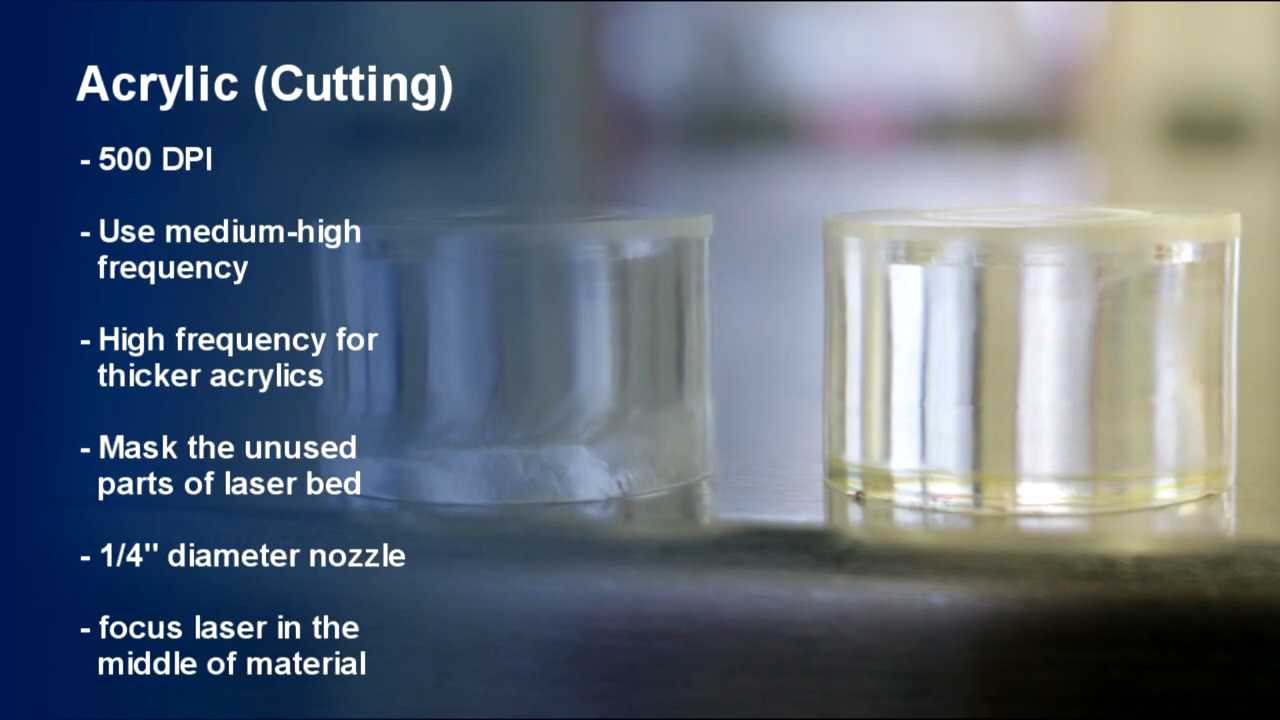 Acrylic (Cutting)
- 500 DPI
- Use medium-high
frequency
- High frequency for
thicker acrylics
- Mask the unused
parts of laser bed
- 1/4" diameter nozzle
- focus laser in the
middle of material